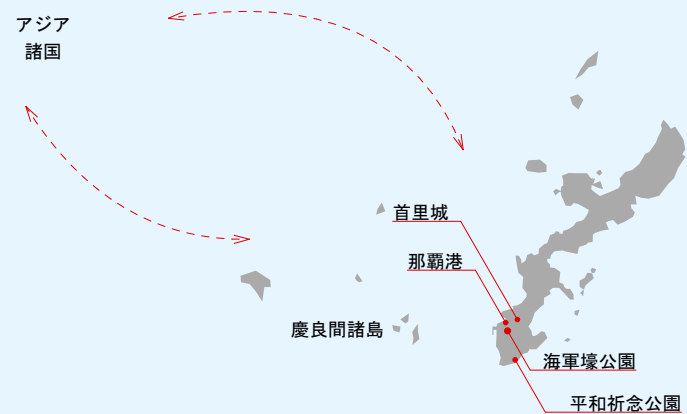 アジア
諸国
首里城
那覇港
慶良間諸島
海軍壕公園
平和祈念公園